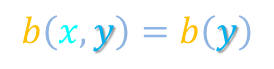 b(x, y) = b(y)